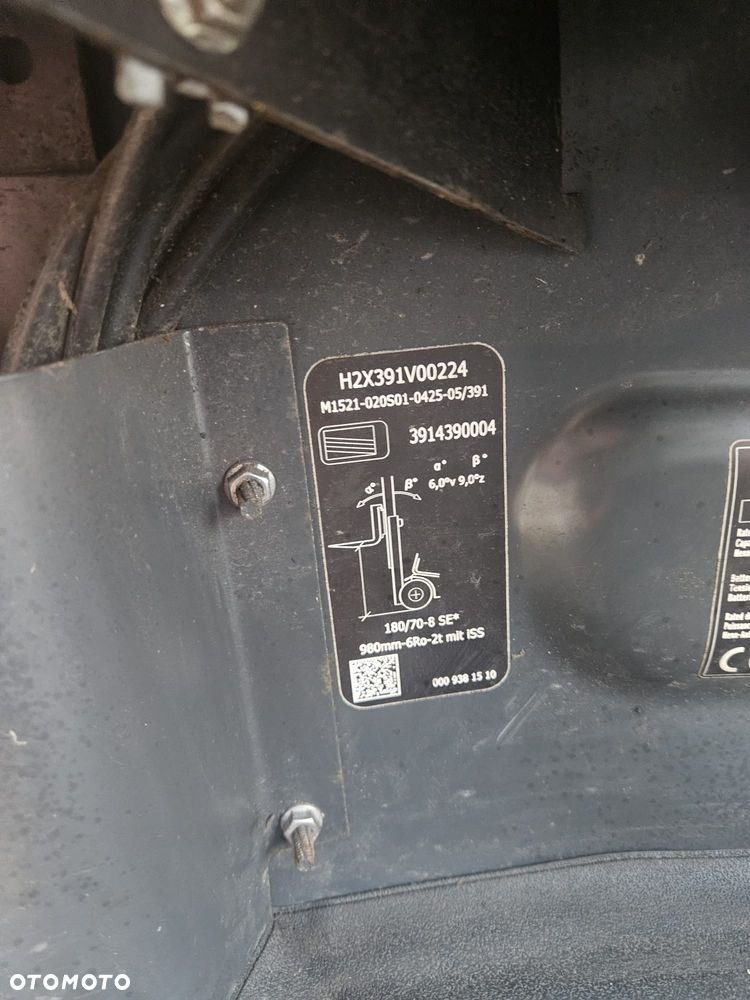 H2X391V00224
M1521-020S01-0425-05/391
3914390004
α° β°
α° β° 6,0°v 9,0°z
180/70-8 SE*
980mm-6Ro-2t mit iSS
000 938 15 10
OTOMOTO